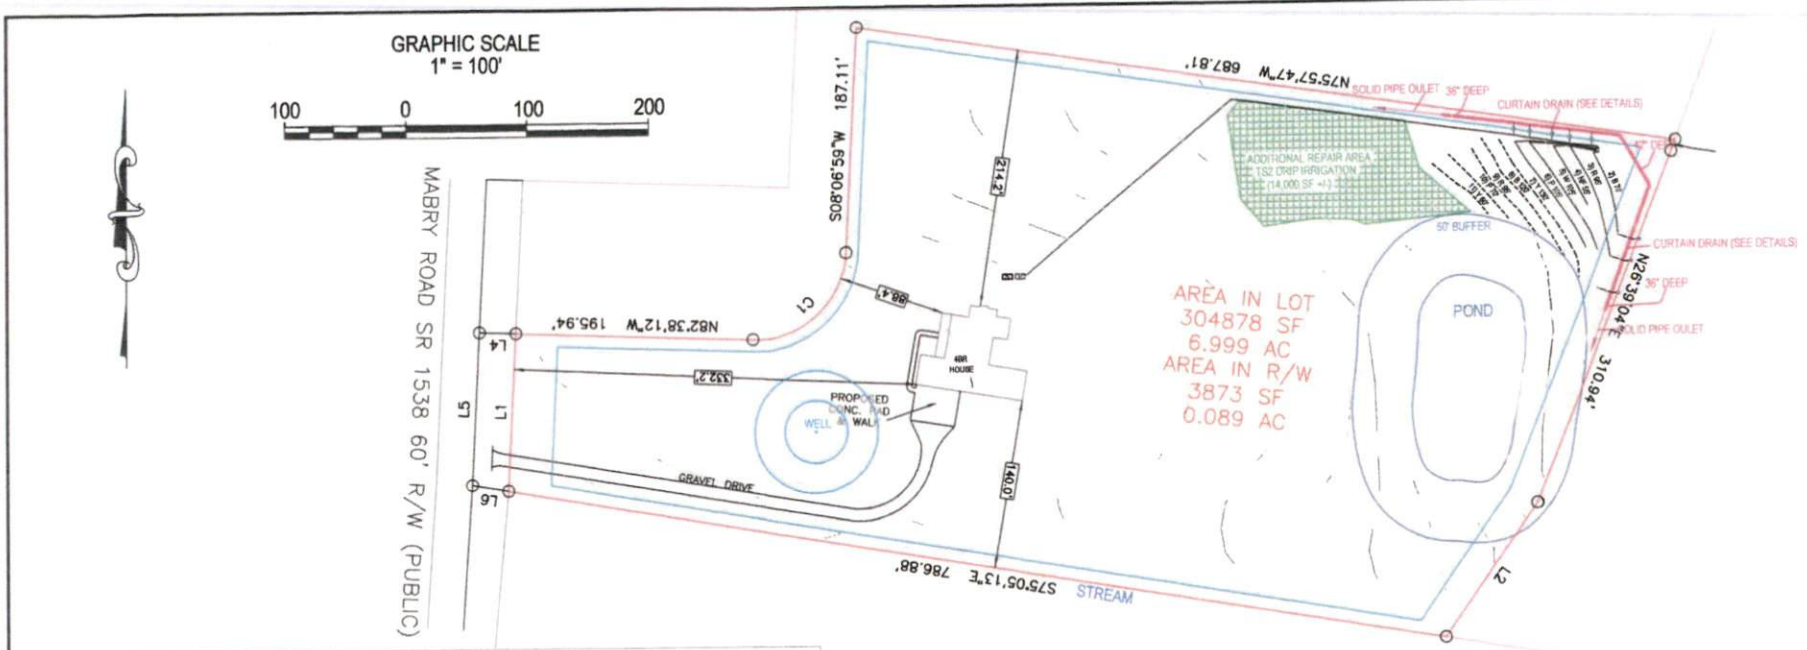 GRAPHIC SCALE
1" = 100'
100 0 100 200
MABRY ROAD SR 1538 60' R/W (PUBLIC)
S08°06'59"W 187.11'
N75°57'47"W 687.81'
SOLID PIPE OULET
36" DEEP
CURTAIN DRAIN (SEE DETAILS)
ADDITIONAL REPAIR AREA
TS2 DRIP IRRIGATION
(14,000 SF +/-)
214.2'
50' BUFFER
CURTAIN DRAIN (SEE DETAILS)
N26°39'04"E 310.94'
36" DEEP
SOLID PIPE OULET
POND
AREA IN LOT
304878 SF
6.999 AC
AREA IN R/W
3873 SF
0.089 AC
88.4'
C1
N82°38'12"W 195.94'
L4
4BR
HOUSE
332.2'
PROPOSED
CONC. PAD
& WALK
WELL
L5
L1
140.0'
GRAVEL DRIVE
L6
L2
S75°05'13"E 786.88'
STREAM